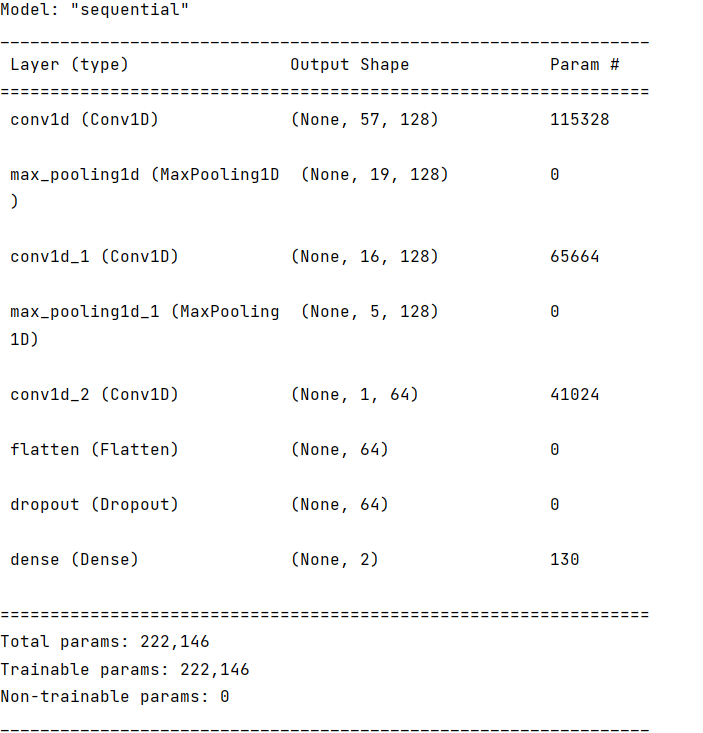 Model: "sequential"
_________________________________________________________________
Layer (type)                Output Shape              Param #
=================================================================
conv1d (Conv1D)             (None, 57, 128)           115328
max_pooling1d (MaxPooling1D  (None, 19, 128)          0
)
conv1d_1 (Conv1D)           (None, 16, 128)           65664
max_pooling1d_1 (MaxPooling  (None, 5, 128)           0
1D)
conv1d_2 (Conv1D)           (None, 1, 64)             41024
flatten (Flatten)           (None, 64)                0
dropout (Dropout)           (None, 64)                0
dense (Dense)               (None, 2)                 130
=================================================================
Total params: 222,146
Trainable params: 222,146
Non-trainable params: 0
_________________________________________________________________